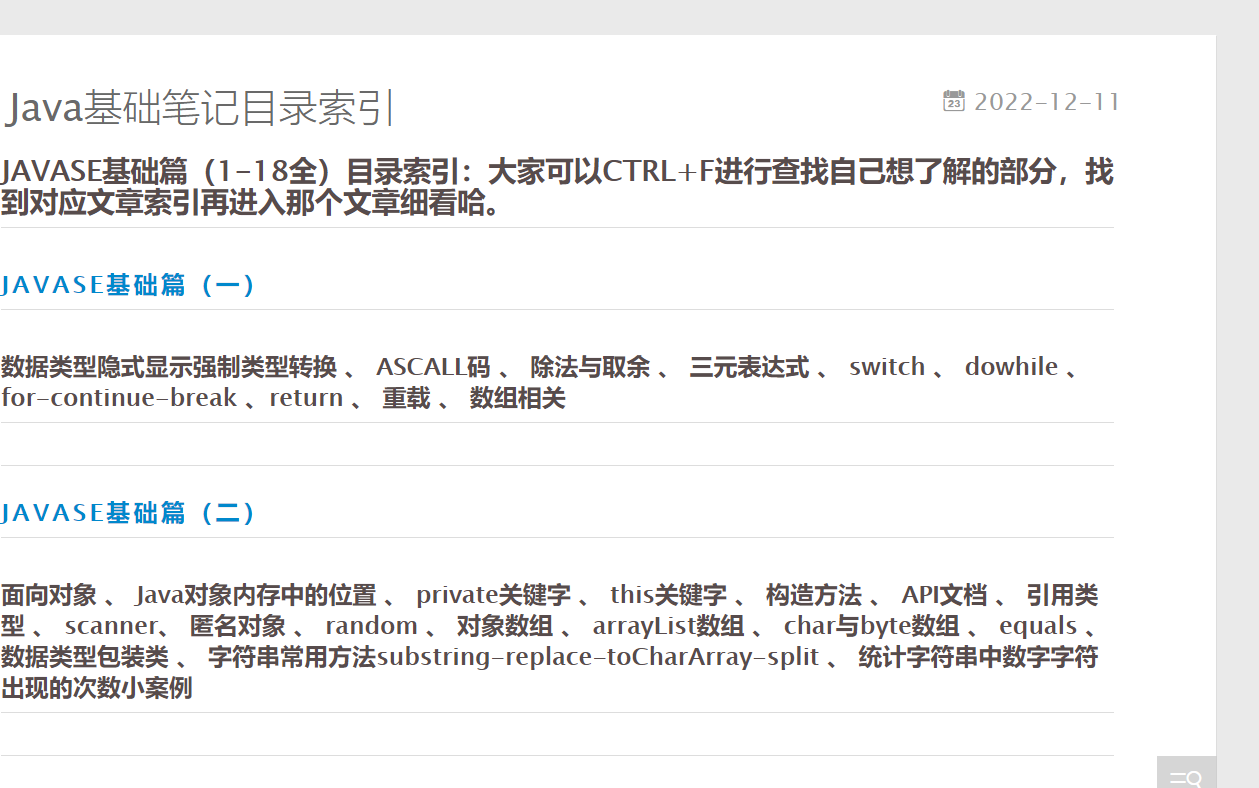 Java基础笔记目录索引
23 2022-12-11
JAVASE基础篇（1-18全）目录索引：大家可以CTRL+F进行查找自己想了解的部分，找
到对应文章索引再进入那个文章细看哈。
JAVASE基础篇（一）
数据类型隐式显示强制类型转换 、 ASCALL码 、 除法与取余 、 三元表达式 、 switch 、 dowhile 、
for-continue-break 、return 、 重载 、 数组相关
JAVASE基础篇（二）
面向对象 、 Java对象内存中的位置 、 private关键字 、 this关键字 、 构造方法 、 API文档 、 引用类
型 、 scanner、 匿名对象 、 random 、 对象数组 、 arrayList数组 、 char与byte数组 、 equals 、
数据类型包装类 、 字符串常用方法substring-replace-toCharArray-split 、 统计字符串中数字字符
出现的次数小案例